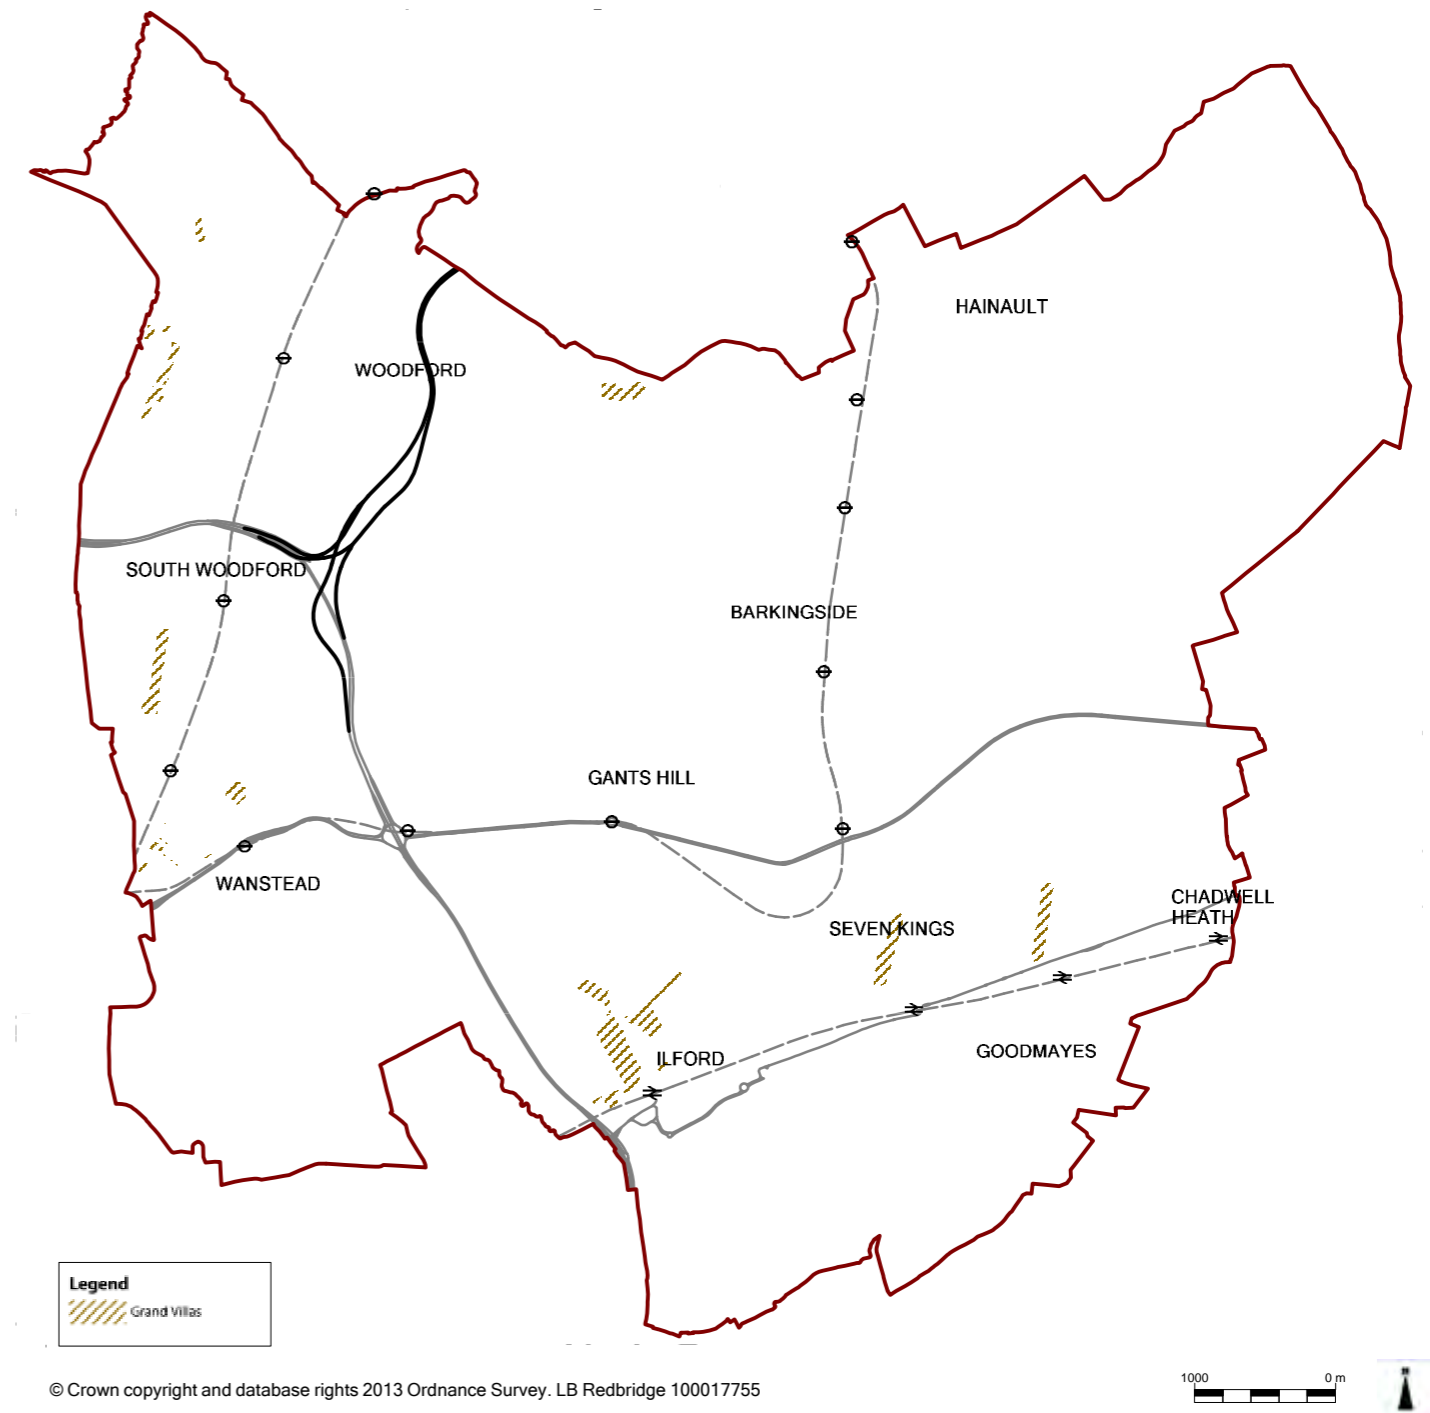 HAINAULT
WOODFORD
SOUTH WOODFORD
BARKINGSIDE
GANTS HILL
WANSTEAD
CHADWELL
HEATH
SEVEN KINGS
GOODMAYES
ILFORD
Legend
Grand Villas
© Crown copyright and database rights 2013 Ordnance Survey. LB Redbridge 100017755
1000 0 m
N